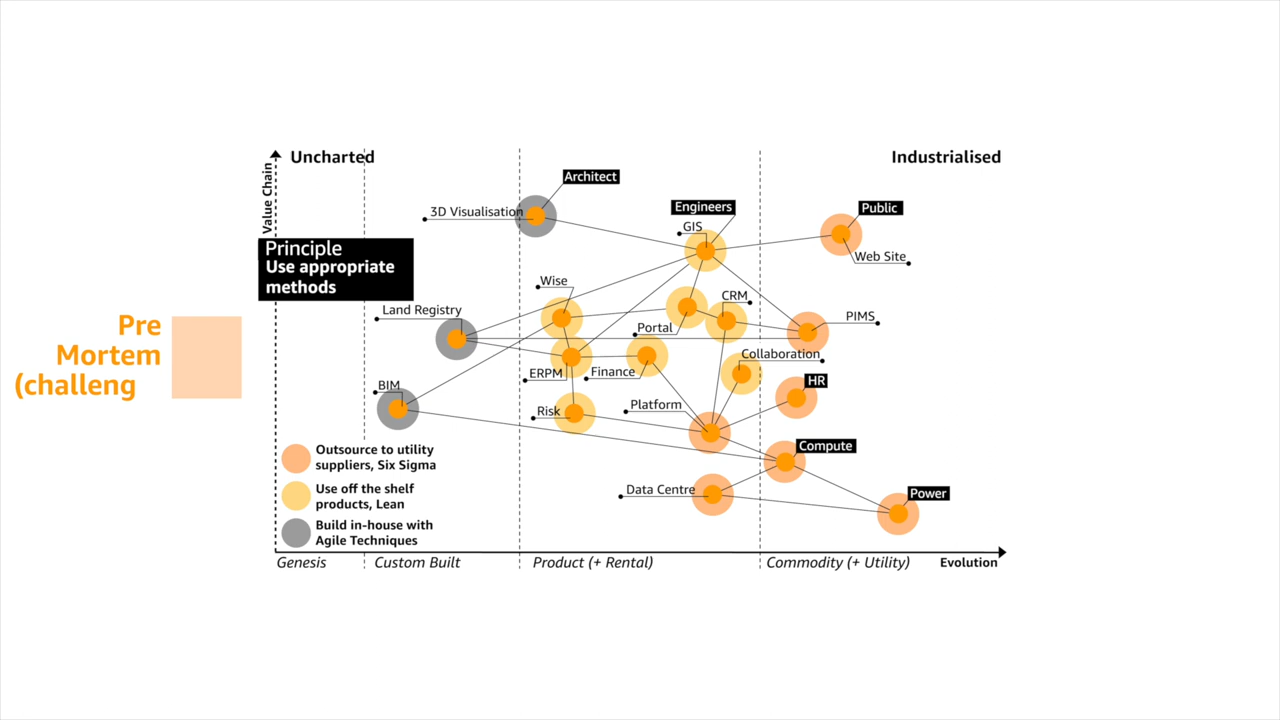 Uncharted
Industrialised
Value Chain
Architect
3D Visualisation
Engineers
Public
GIS
Web Site
Principle
Use appropriate
methods
Wise
CRM
Land Registry
PIMS
Portal
Pre
Mortem
(challeng
Collaboration
ERPM
Finance
HR
BIM
Platform
Risk
Compute
Outsource to utility
suppliers, Six Sigma
Data Centre
Power
Use off the shelf
products, Lean
Build in-house with
Agile Techniques
Genesis
Custom Built
Product (+ Rental)
Commodity (+ Utility)
Evolution